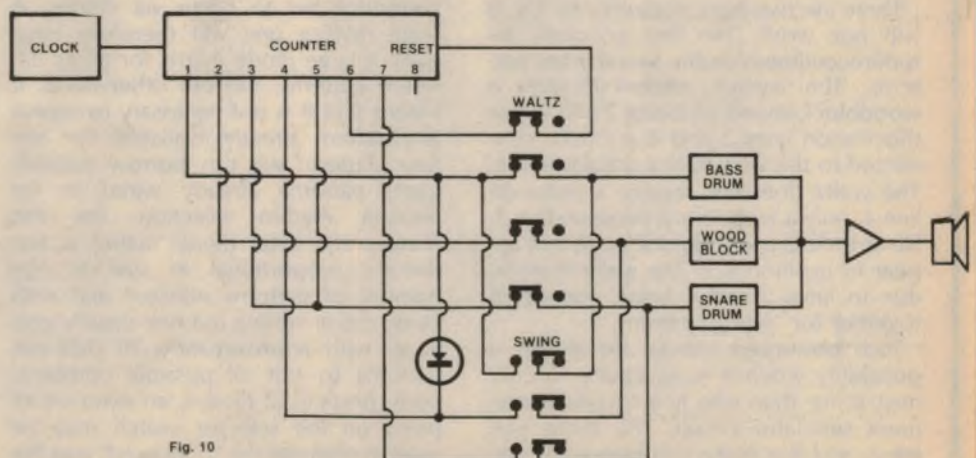 CLOCK
COUNTER
RESET
1 2 3 4 5 6 7 8
WALTZ
BASS
DRUM
WOOD
BLOCK
SNARE
DRUM
SWING
Fig. 10